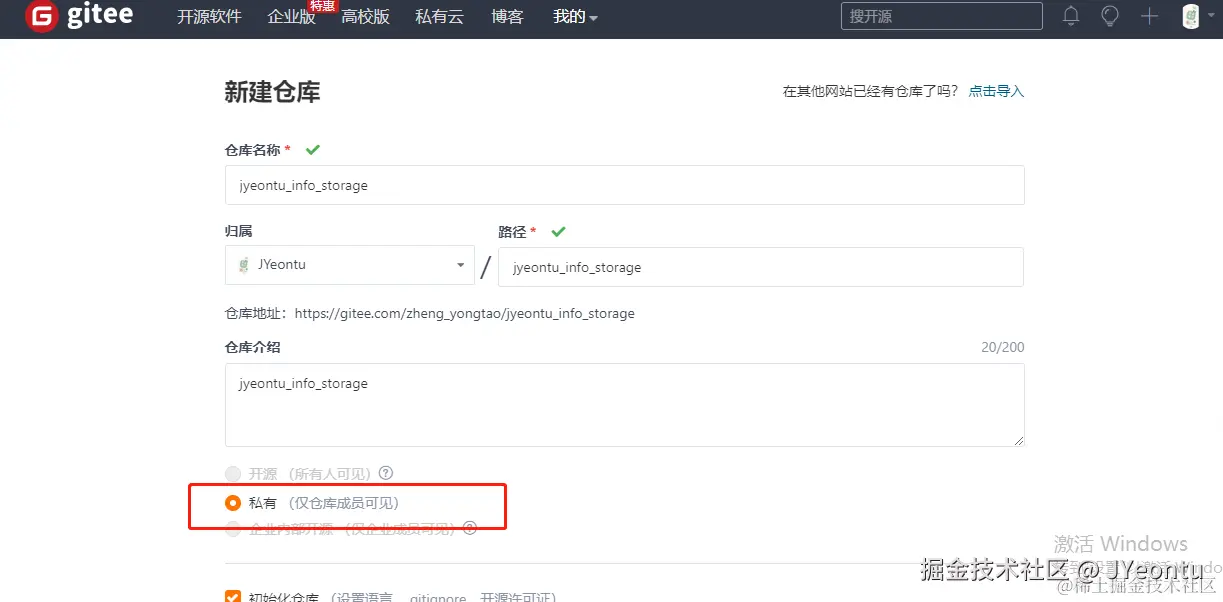 gitee 开源软件 企业版 特惠 高校版 私有云 博客 我的 搜开源
新建仓库
在其他网站已经有仓库了吗? 点击导入
仓库名称 *
jyeontu_info_storage
归属 路径 *
JYeontu / jyeontu_info_storage
仓库地址: https://gitee.com/zheng_yongtao/jyeontu_info_storage
仓库介绍 20/200
jyeontu_info_storage
开源 (所有人可见)
私有 (仅仓库成员可见)
企业内部开源 (仅企业成员可见)
激活 Windows
掘金技术社区 @ JYeontu
@稀土掘金技术社区
初始化仓库 (设置语言、.gitignore、开源许可证)